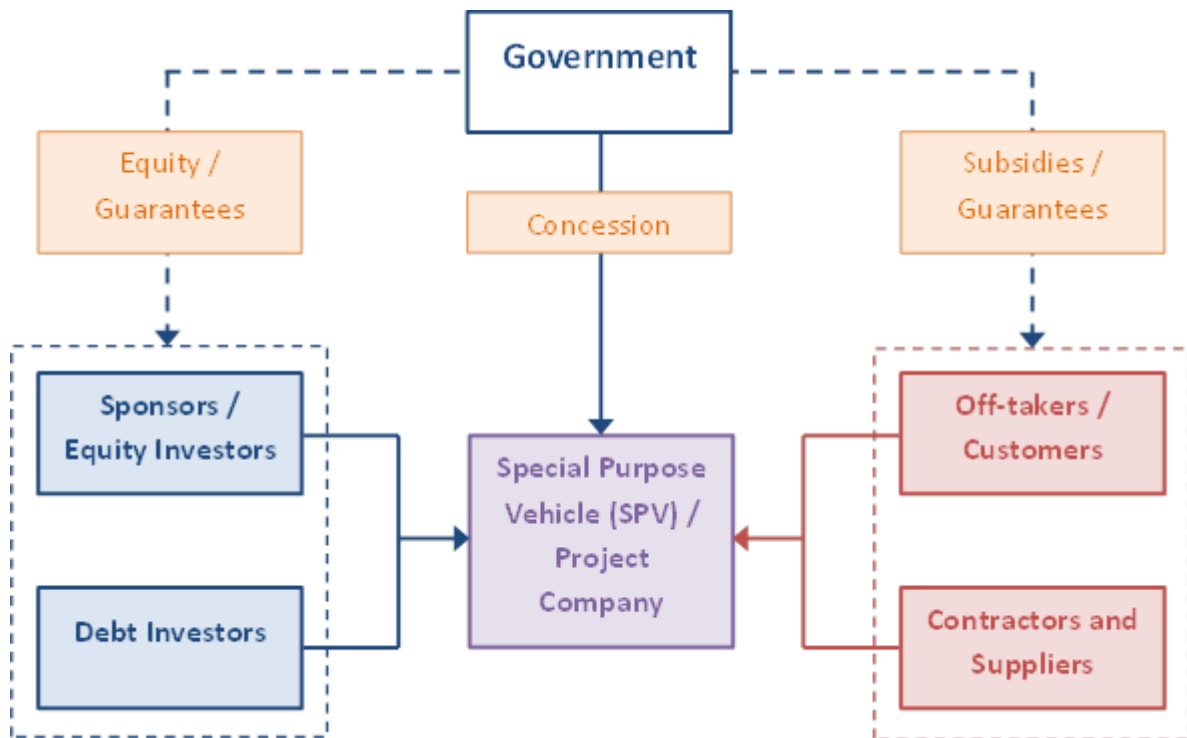 Government
Equity /
Guarantees
Concession
Subsidies /
Guarantees
Sponsors /
Equity Investors
Debt Investors
Special Purpose
Vehicle (SPV) /
Project
Company
Off-takers /
Customers
Contractors and
Suppliers